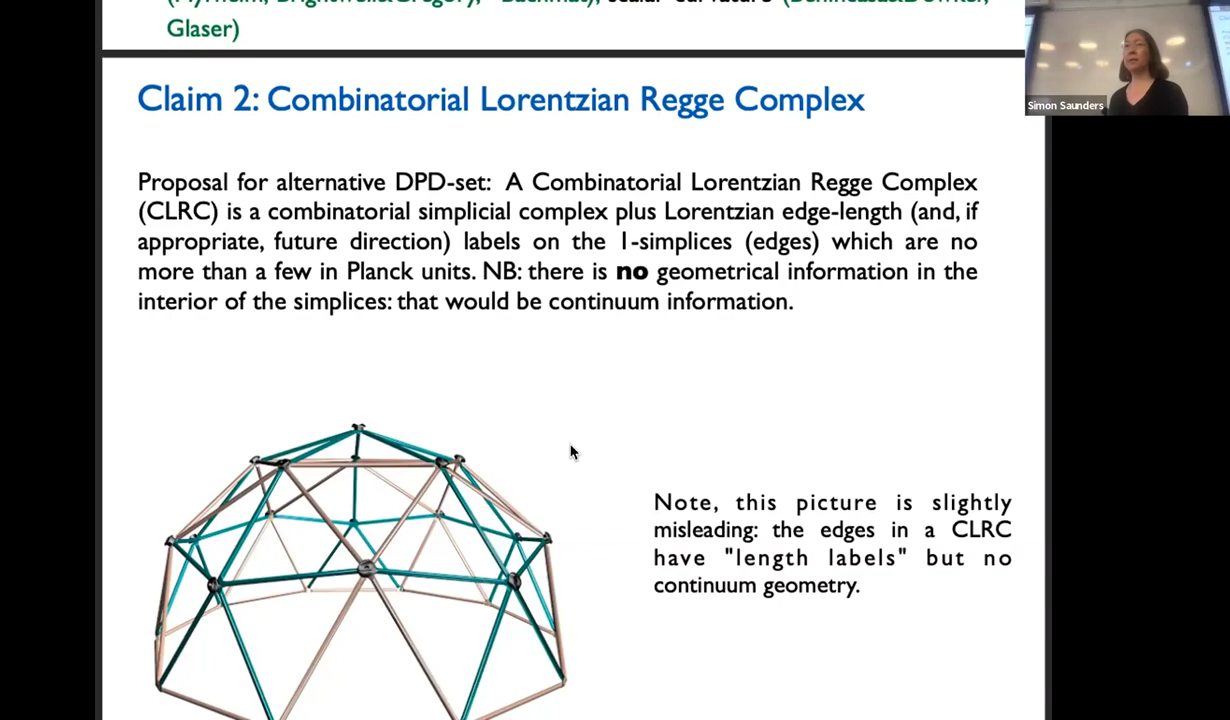 Glaser)
Claim 2: Combinatorial Lorentzian Regge Complex
Simon Saunders
Proposal for alternative DPD-set: A Combinatorial Lorentzian Regge Complex
(CLRC) is a combinatorial simplicial complex plus Lorentzian edge-length (and, if
appropriate, future direction) labels on the 1-simplices (edges) which are no
more than a few in Planck units. NB: there is no geometrical information in the
interior of the simplices: that would be continuum information.
Note, this picture is slightly
misleading: the edges in a CLRC
have "length labels" but no
continuum geometry.